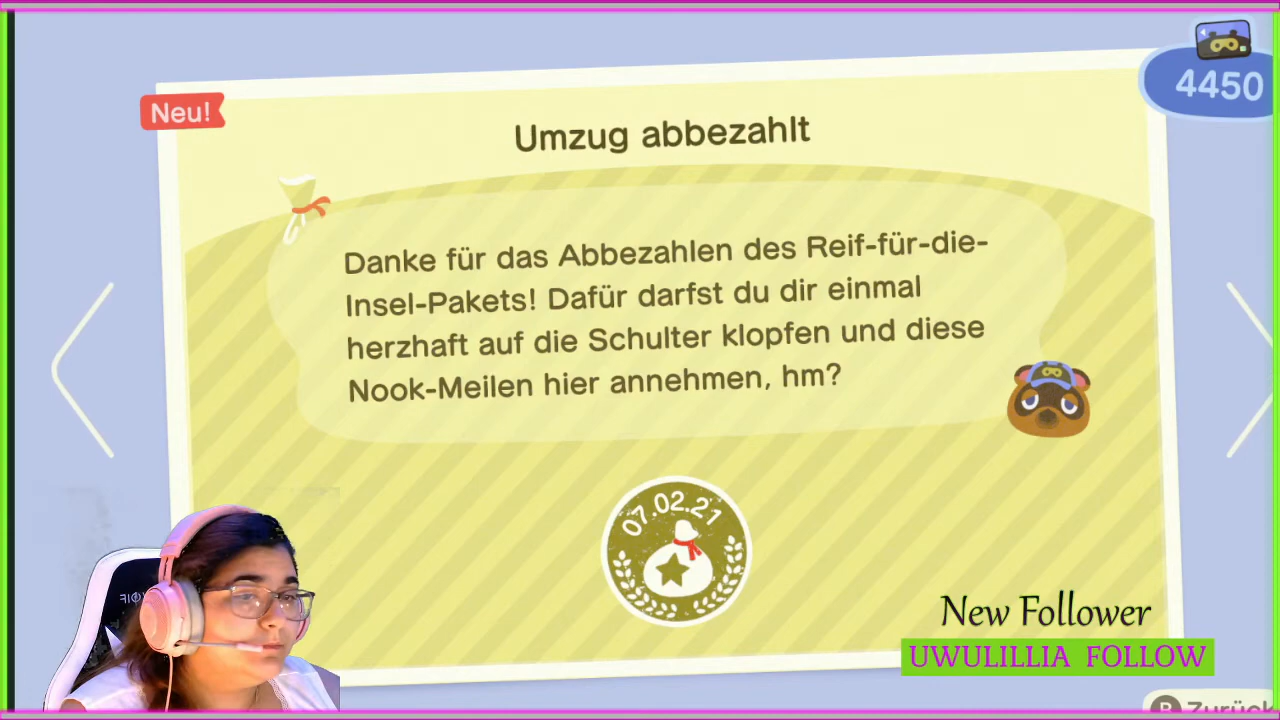 4450
Neu!
Umzug abbezahlt
Danke für das Abbezahlen des Reif-für-die-
Insel-Pakets! Dafür darfst du dir einmal
herzhaft auf die Schulter klopfen und diese
Nook-Meilen hier annehmen, hm?
07.02.21
New Follower
UWULILLIA FOLLOW
B Zurück